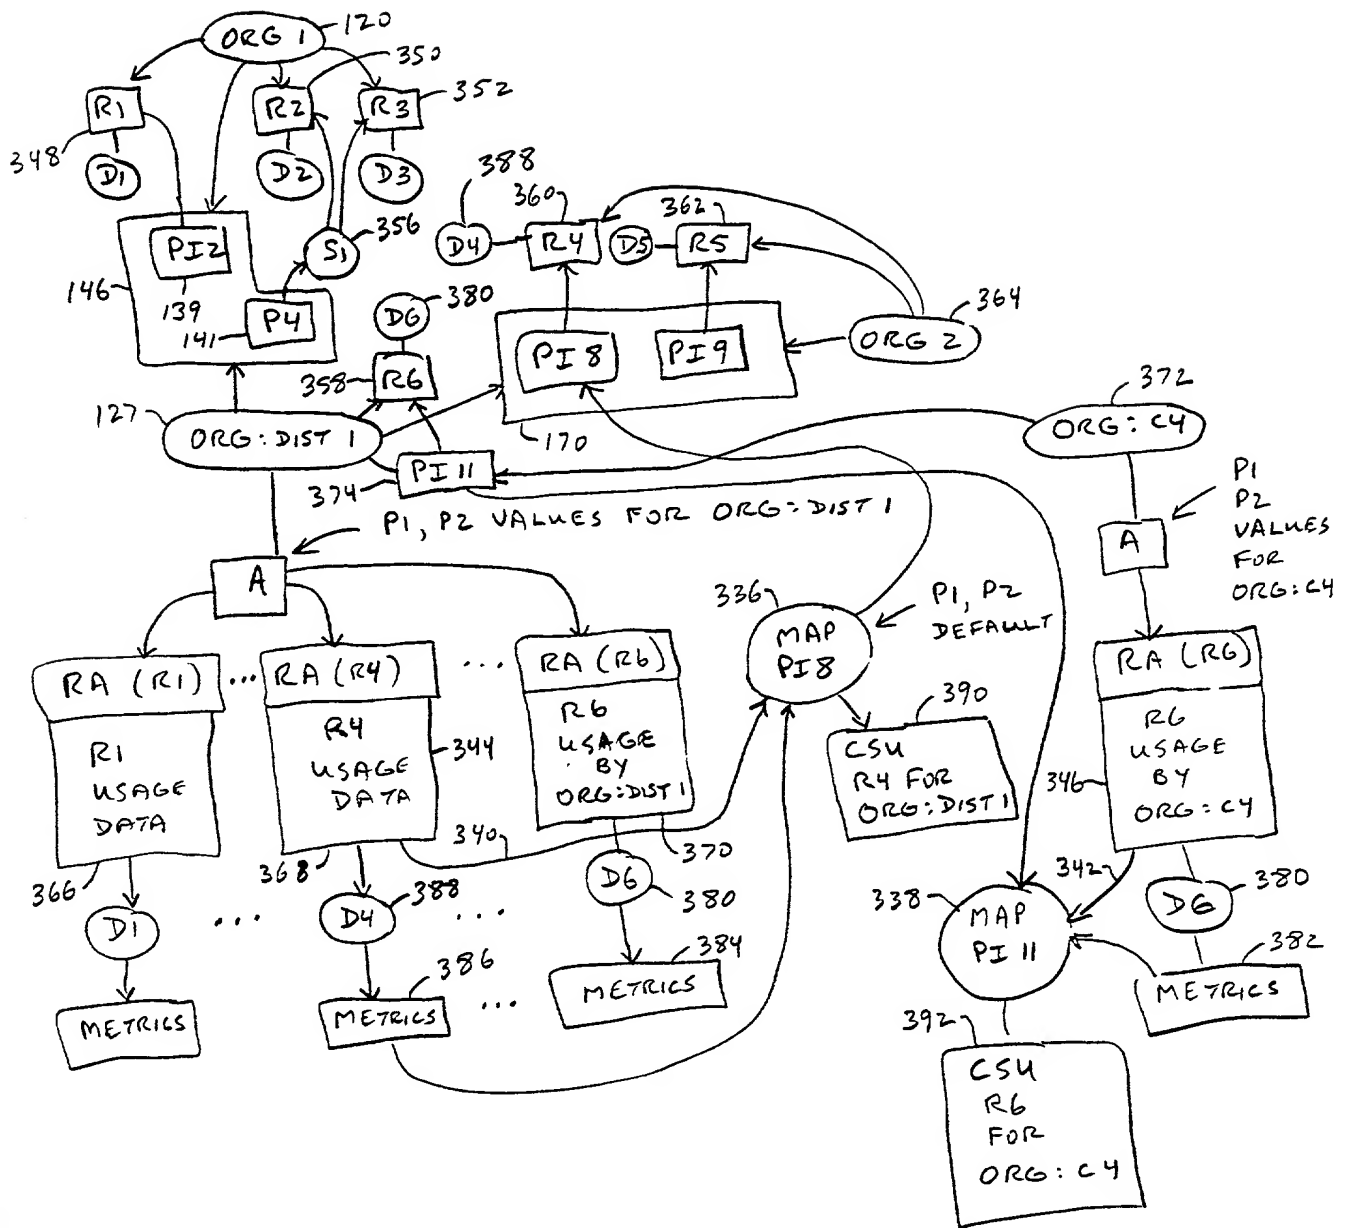 ORG 1
120
350
R1
R2
R3
352
348
D1
D2
D3
388
360
362
356
D4
R4
D5
R5
PI2
S1
146
139
P4
141
D6
380
364
ORG 2
PI 8
PI 9
358
R6
372
127
ORG: DIST 1
170
ORG: C4
PI 11
374
P1
P2
VALUES
FOR
ORG:C4
P1, P2 VALUES FOR ORG:DIST 1
A
A
336
P1, P2
DEFAULT
MAP
PI8
RA (R1)
...
RA (R4)
...
RA (R6)
RA (R6)
390
R1
USAGE
DATA
R4
USAGE
DATA
344
R6
USAGE
BY
ORG:DIST 1
CSU
R4 FOR
ORG:DIST 1
R6
USAGE
BY
ORG:C4
346
340
370
366
368
342
D1
...
D4
388
...
D6
380
338
MAP
PI 11
D6
380
386
384
382
METRICS
METRICS
...
METRICS
METRICS
392
CSU
R6
FOR
ORG: C4